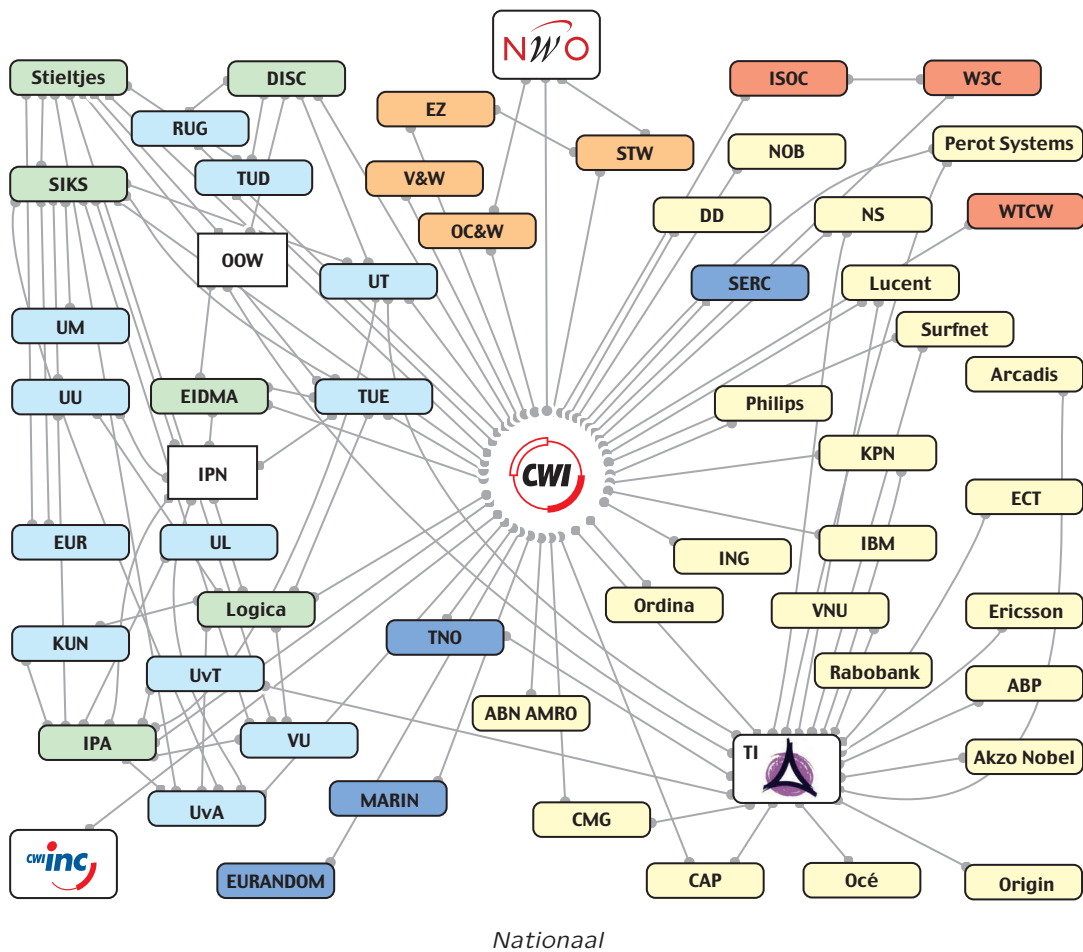 NWO
Stieltjes
DISC
ISOC
W3C
EZ
RUG
STW
NOB
Perot Systems
SIKS
TUD
V&W
DD
NS
WTCW
OC&W
OOW
UT
SERC
Lucent
UM
Surfnet
UU
EIDMA
TUE
Philips
Arcadis
IPN
CWI
KPN
ECT
EUR
UL
ING
IBM
Logica
Ordina
VNU
Ericsson
KUN
TNO
UvT
Rabobank
ABP
ABN AMRO
IPA
VU
TI
Akzo Nobel
MARIN
UvA
CMG
CWI inc
EURANDOM
CAP
Océ
Origin
Nationaal